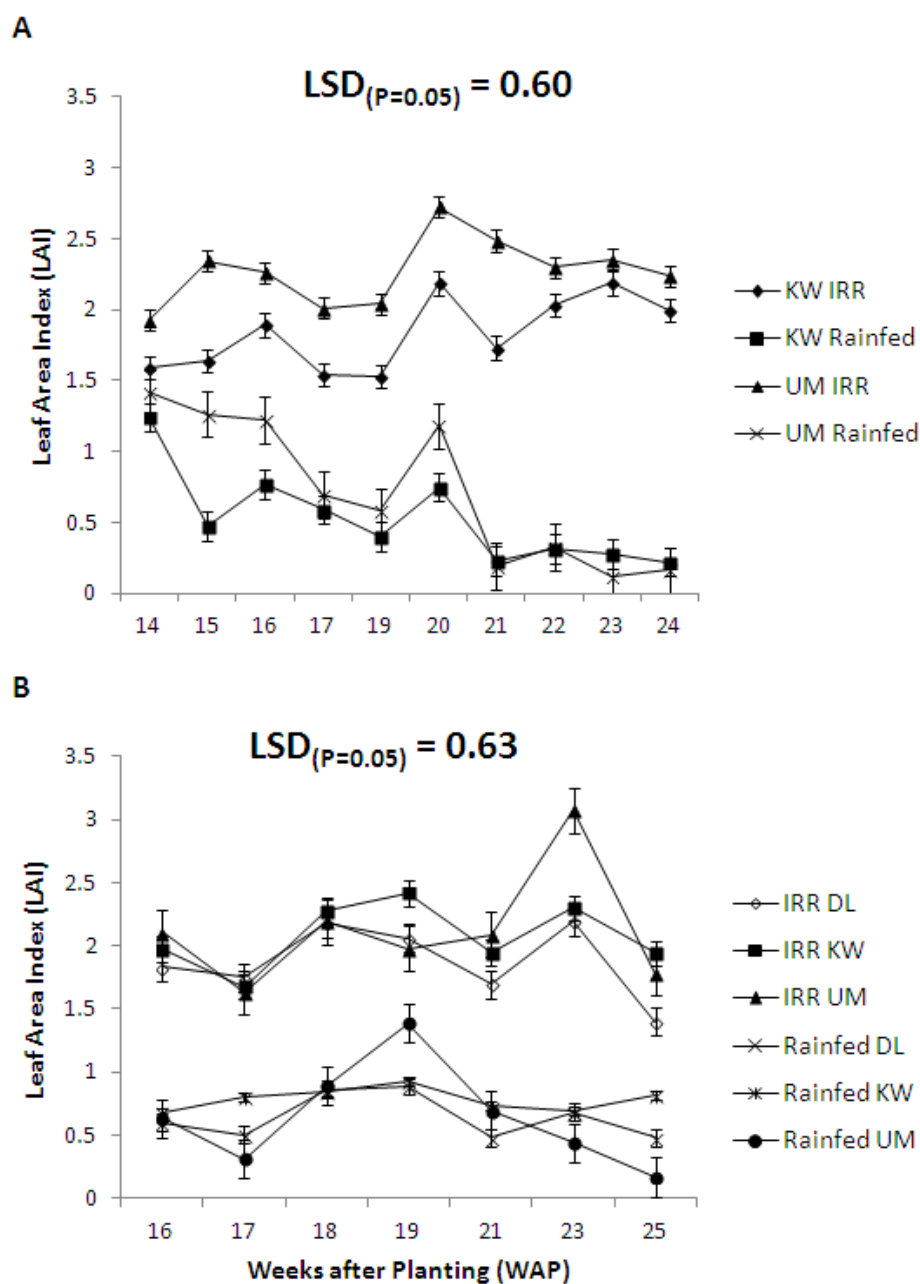 A
LSD(P=0.05) = 0.60
3.5
3
2.5
2
1.5
1
0.5
0
Leaf Area Index (LAI)
14 15 16 17 19 20 21 22 23 24
KW IRR
KW Rainfed
UM IRR
UM Rainfed
B
LSD(P=0.05) = 0.63
3.5
3
2.5
2
1.5
1
0.5
0
Leaf Area Index (LAI)
16 17 18 19 21 23 25
Weeks after Planting (WAP)
IRR DL
IRR KW
IRR UM
Rainfed DL
Rainfed KW
Rainfed UM